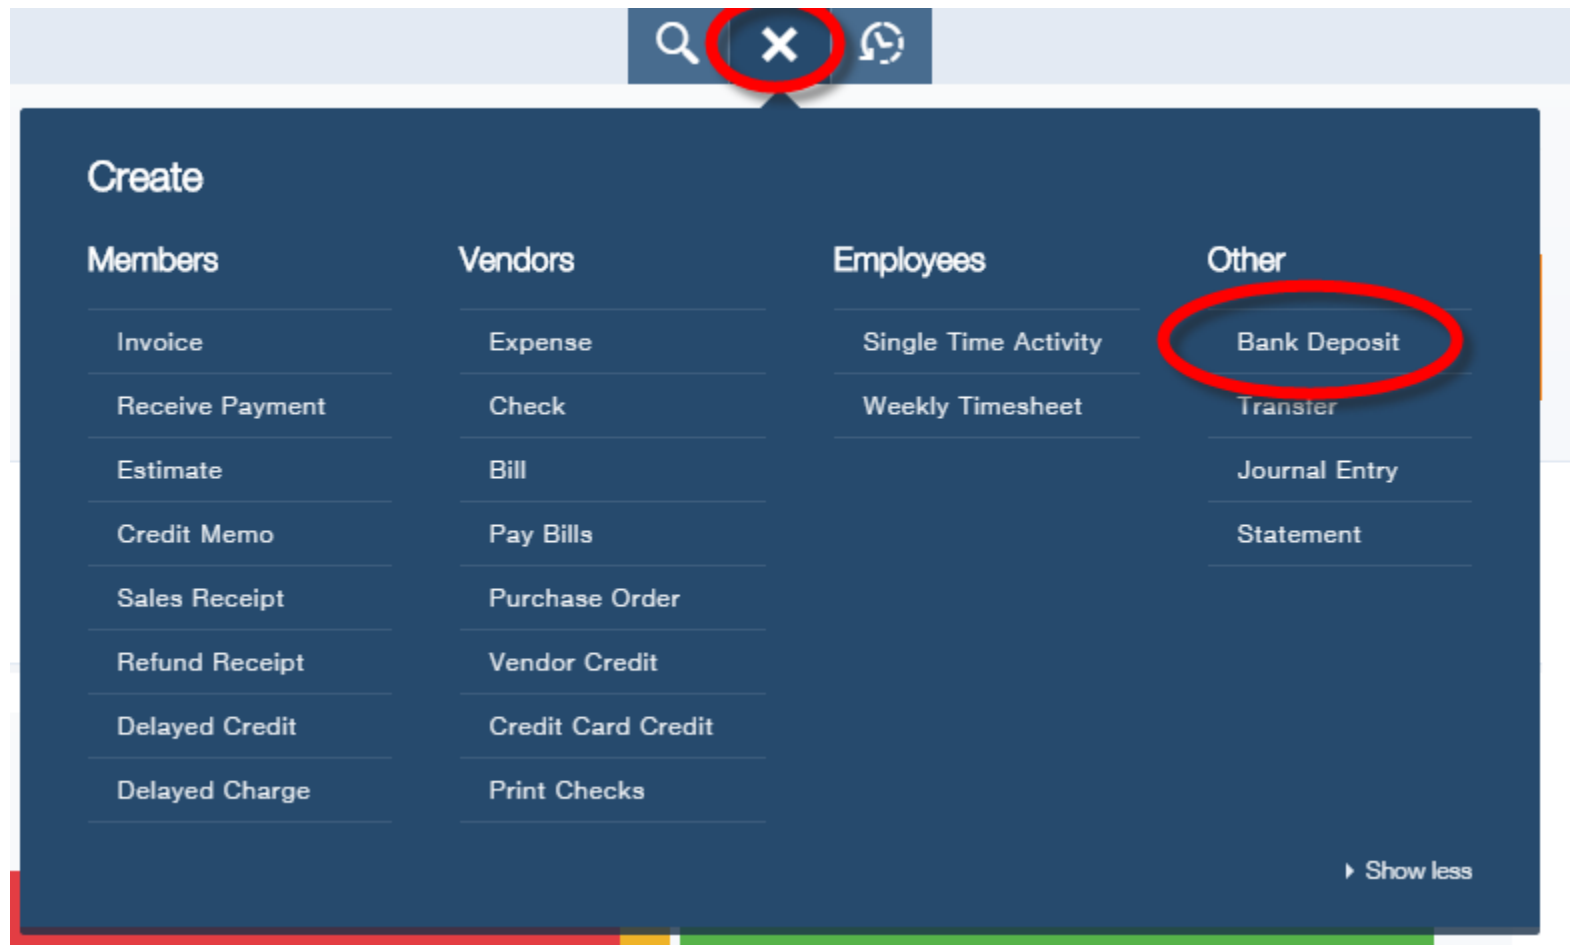 Create
Members
Invoice
Receive Payment
Estimate
Credit Memo
Sales Receipt
Refund Receipt
Delayed Credit
Delayed Charge
Vendors
Expense
Check
Bill
Pay Bills
Purchase Order
Vendor Credit
Credit Card Credit
Print Checks
Employees
Single Time Activity
Weekly Timesheet
Other
Bank Deposit
Transfer
Journal Entry
Statement
Show less